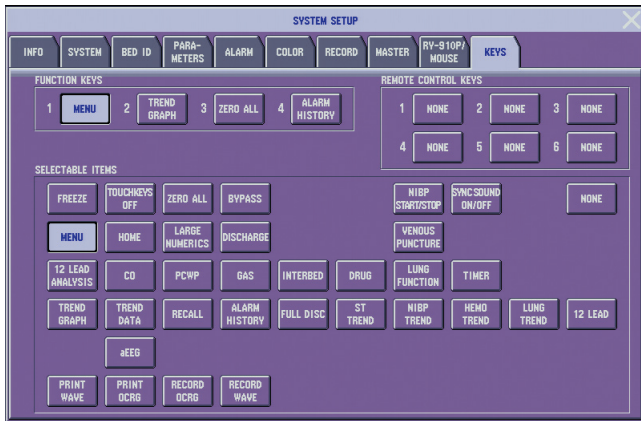 SYSTEM SETUP
INFO SYSTEM BED ID PARA- METERS ALARM COLOR RECORD MASTER RY-910P/ MOUSE KEYS
FUNCTION KEYS
1 MENU 2 TREND GRAPH 3 ZERO ALL 4 ALARM HISTORY
REMOTE CONTROL KEYS
1 NONE 2 NONE 3 NONE
4 NONE 5 NONE 6 NONE
SELECTABLE ITEMS
FREEZE TOUCHKEYS OFF ZERO ALL BYPASS NIBP START/STOP SYNC SOUND ON/OFF NONE
MENU HOME LARGE NUMERICS DISCHARGE VENOUS PUNCTURE
12 LEAD ANALYSIS CO PCWP GAS INTERBED DRUG LUNG FUNCTION TIMER
TREND GRAPH TREND DATA RECALL ALARM HISTORY FULL DISC ST TREND NIBP TREND HEMO TREND LUNG TREND 12 LEAD
aEEG
PRINT WAVE PRINT OCRG RECORD OCRG RECORD WAVE